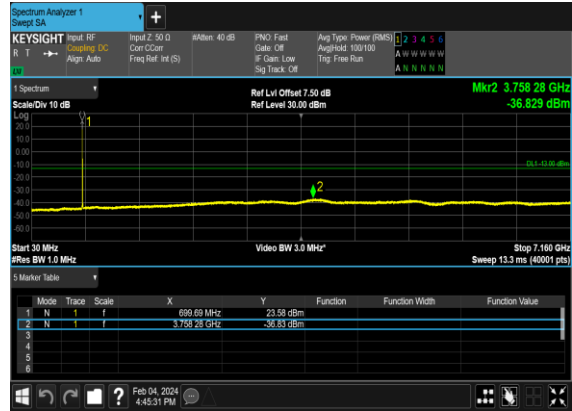 Spectrum Analyzer 1
Swept SA
+
KEYSIGHT Input: RF Input Z: 50 Ω #Atten: 40 dB PNO: Fast Avg Type: Power (RMS) 1 2 3 4 5 6
R T Coupling: DC Corr CCorr Gate: Off Avg|Hold: 100/100 A W W W W W
Align: Auto Freq Ref: Int (S) IF Gain: Low Trig: Free Run
Sig Track: Off A N N N N N
1 Spectrum Ref Lvl Offset 7.50 dB Mkr2 3.758 28 GHz
Scale/Div 10 dB Ref Level 30.00 dBm -36.829 dBm
Log
1
20.0
10.0
0.00
-10.0
DL1 -13.00 dBm
-20.0
-30.0
2
-40.0
-50.0
-60.0
Start 30 MHz Video BW 3.0 MHz* Stop 7.160 GHz
#Res BW 1.0 MHz Sweep 13.3 ms (40001 pts)
5 Marker Table
Mode Trace Scale X Y Function Function Width Function Value
1 N 1 f 699.69 MHz 23.58 dBm
2 N 1 f 3.758 28 GHz -36.83 dBm
3
4
5
6
? Feb 04, 2024
4:45:31 PM